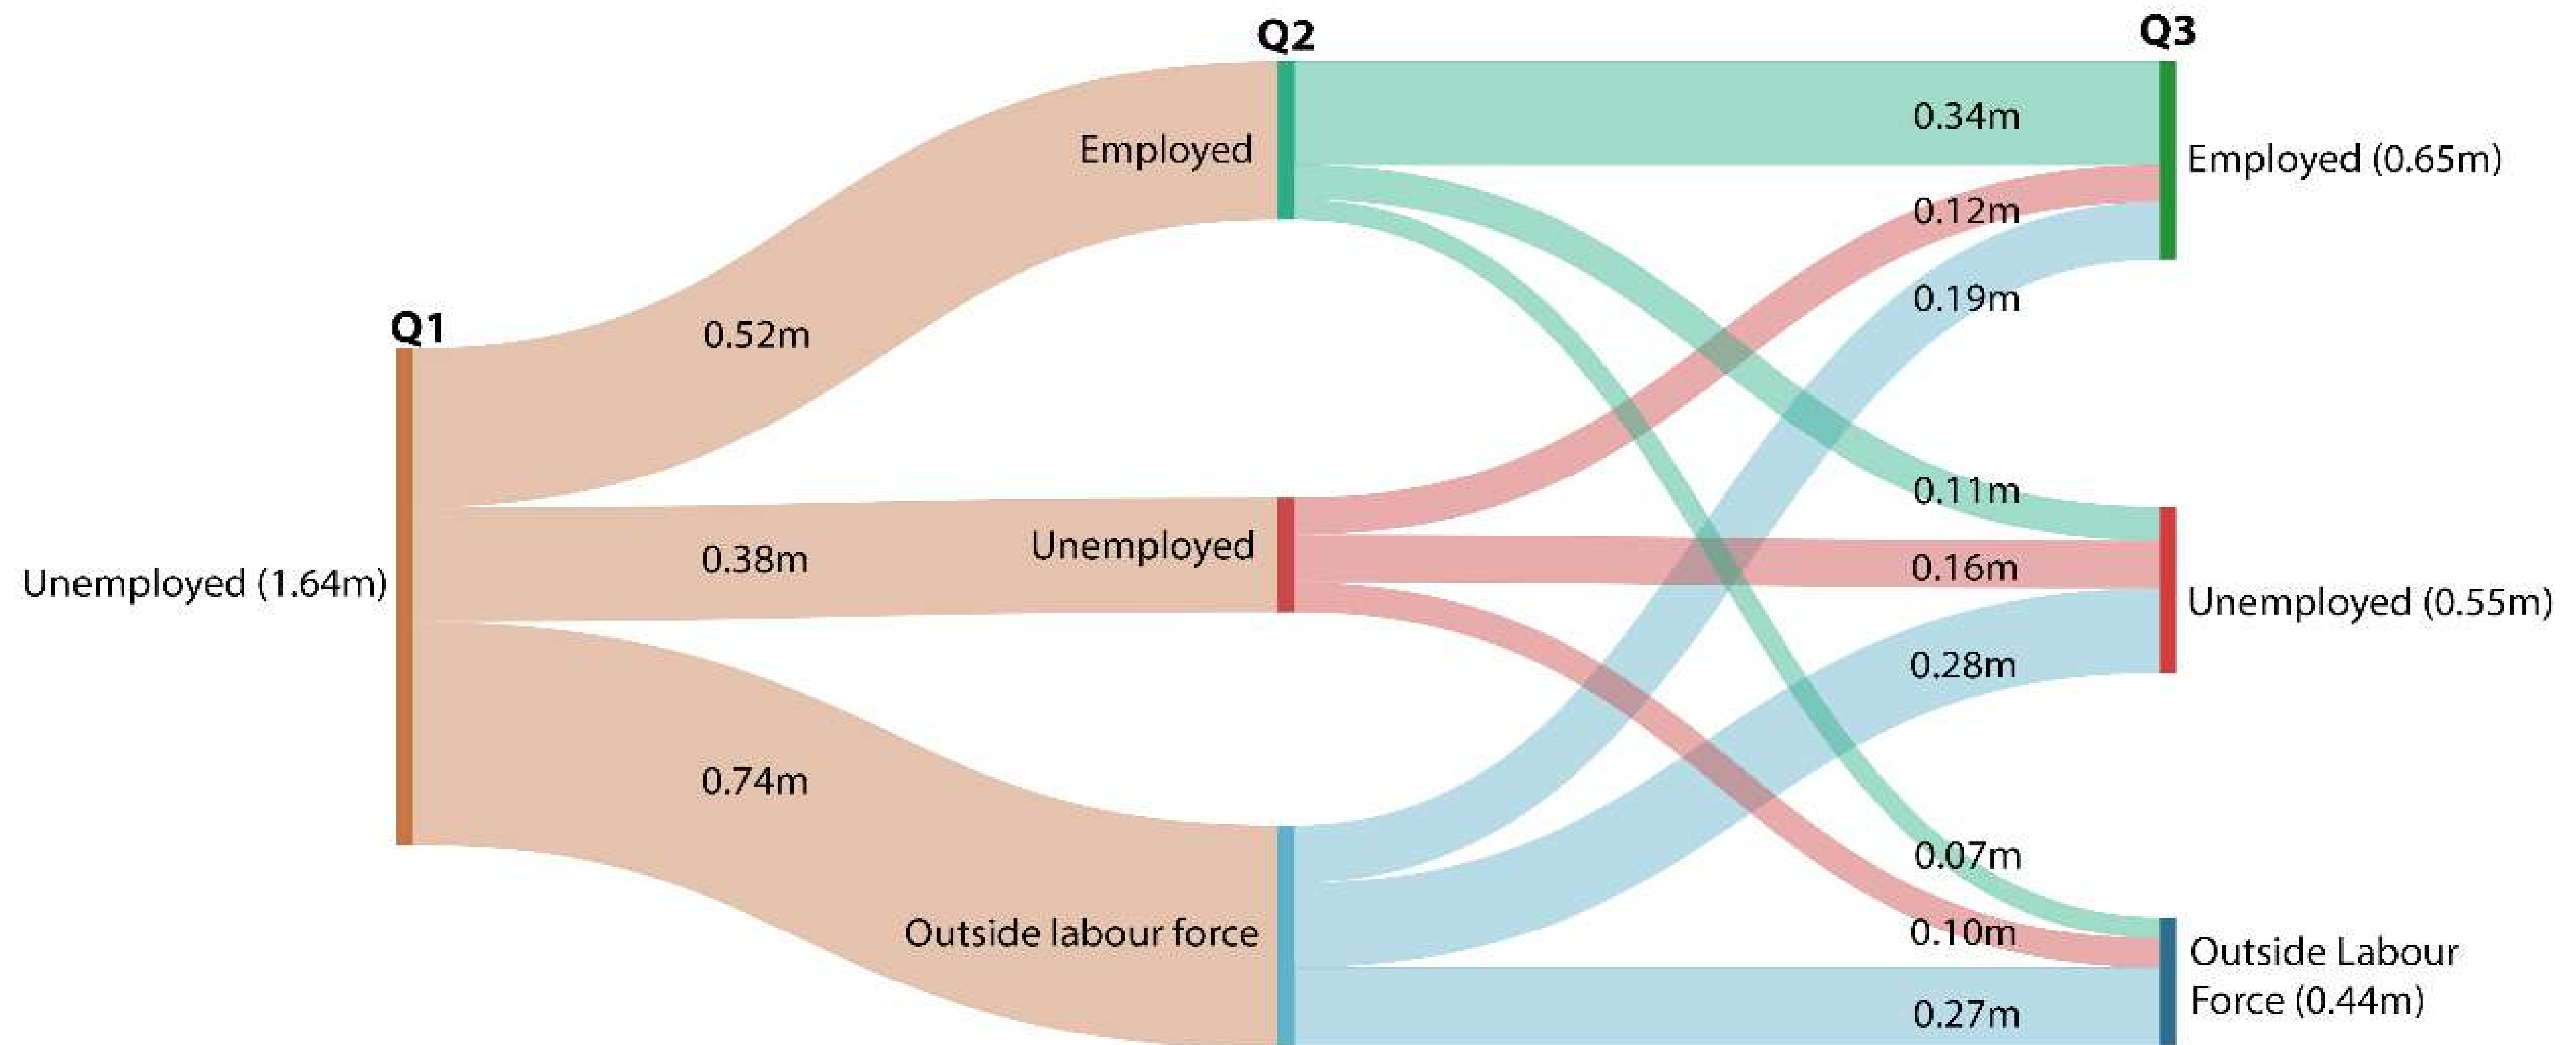 Q2
Q3
0.34m
Employed
Employed (0.65m)
0.12m
0.19m
Q1
0.52m
0.11m
Unemployed
0.38m
0.16m
Unemployed (1.64m)
Unemployed (0.55m)
0.28m
0.74m
0.07m
Outside labour force
0.10m
Outside Labour
Force (0.44m)
0.27m